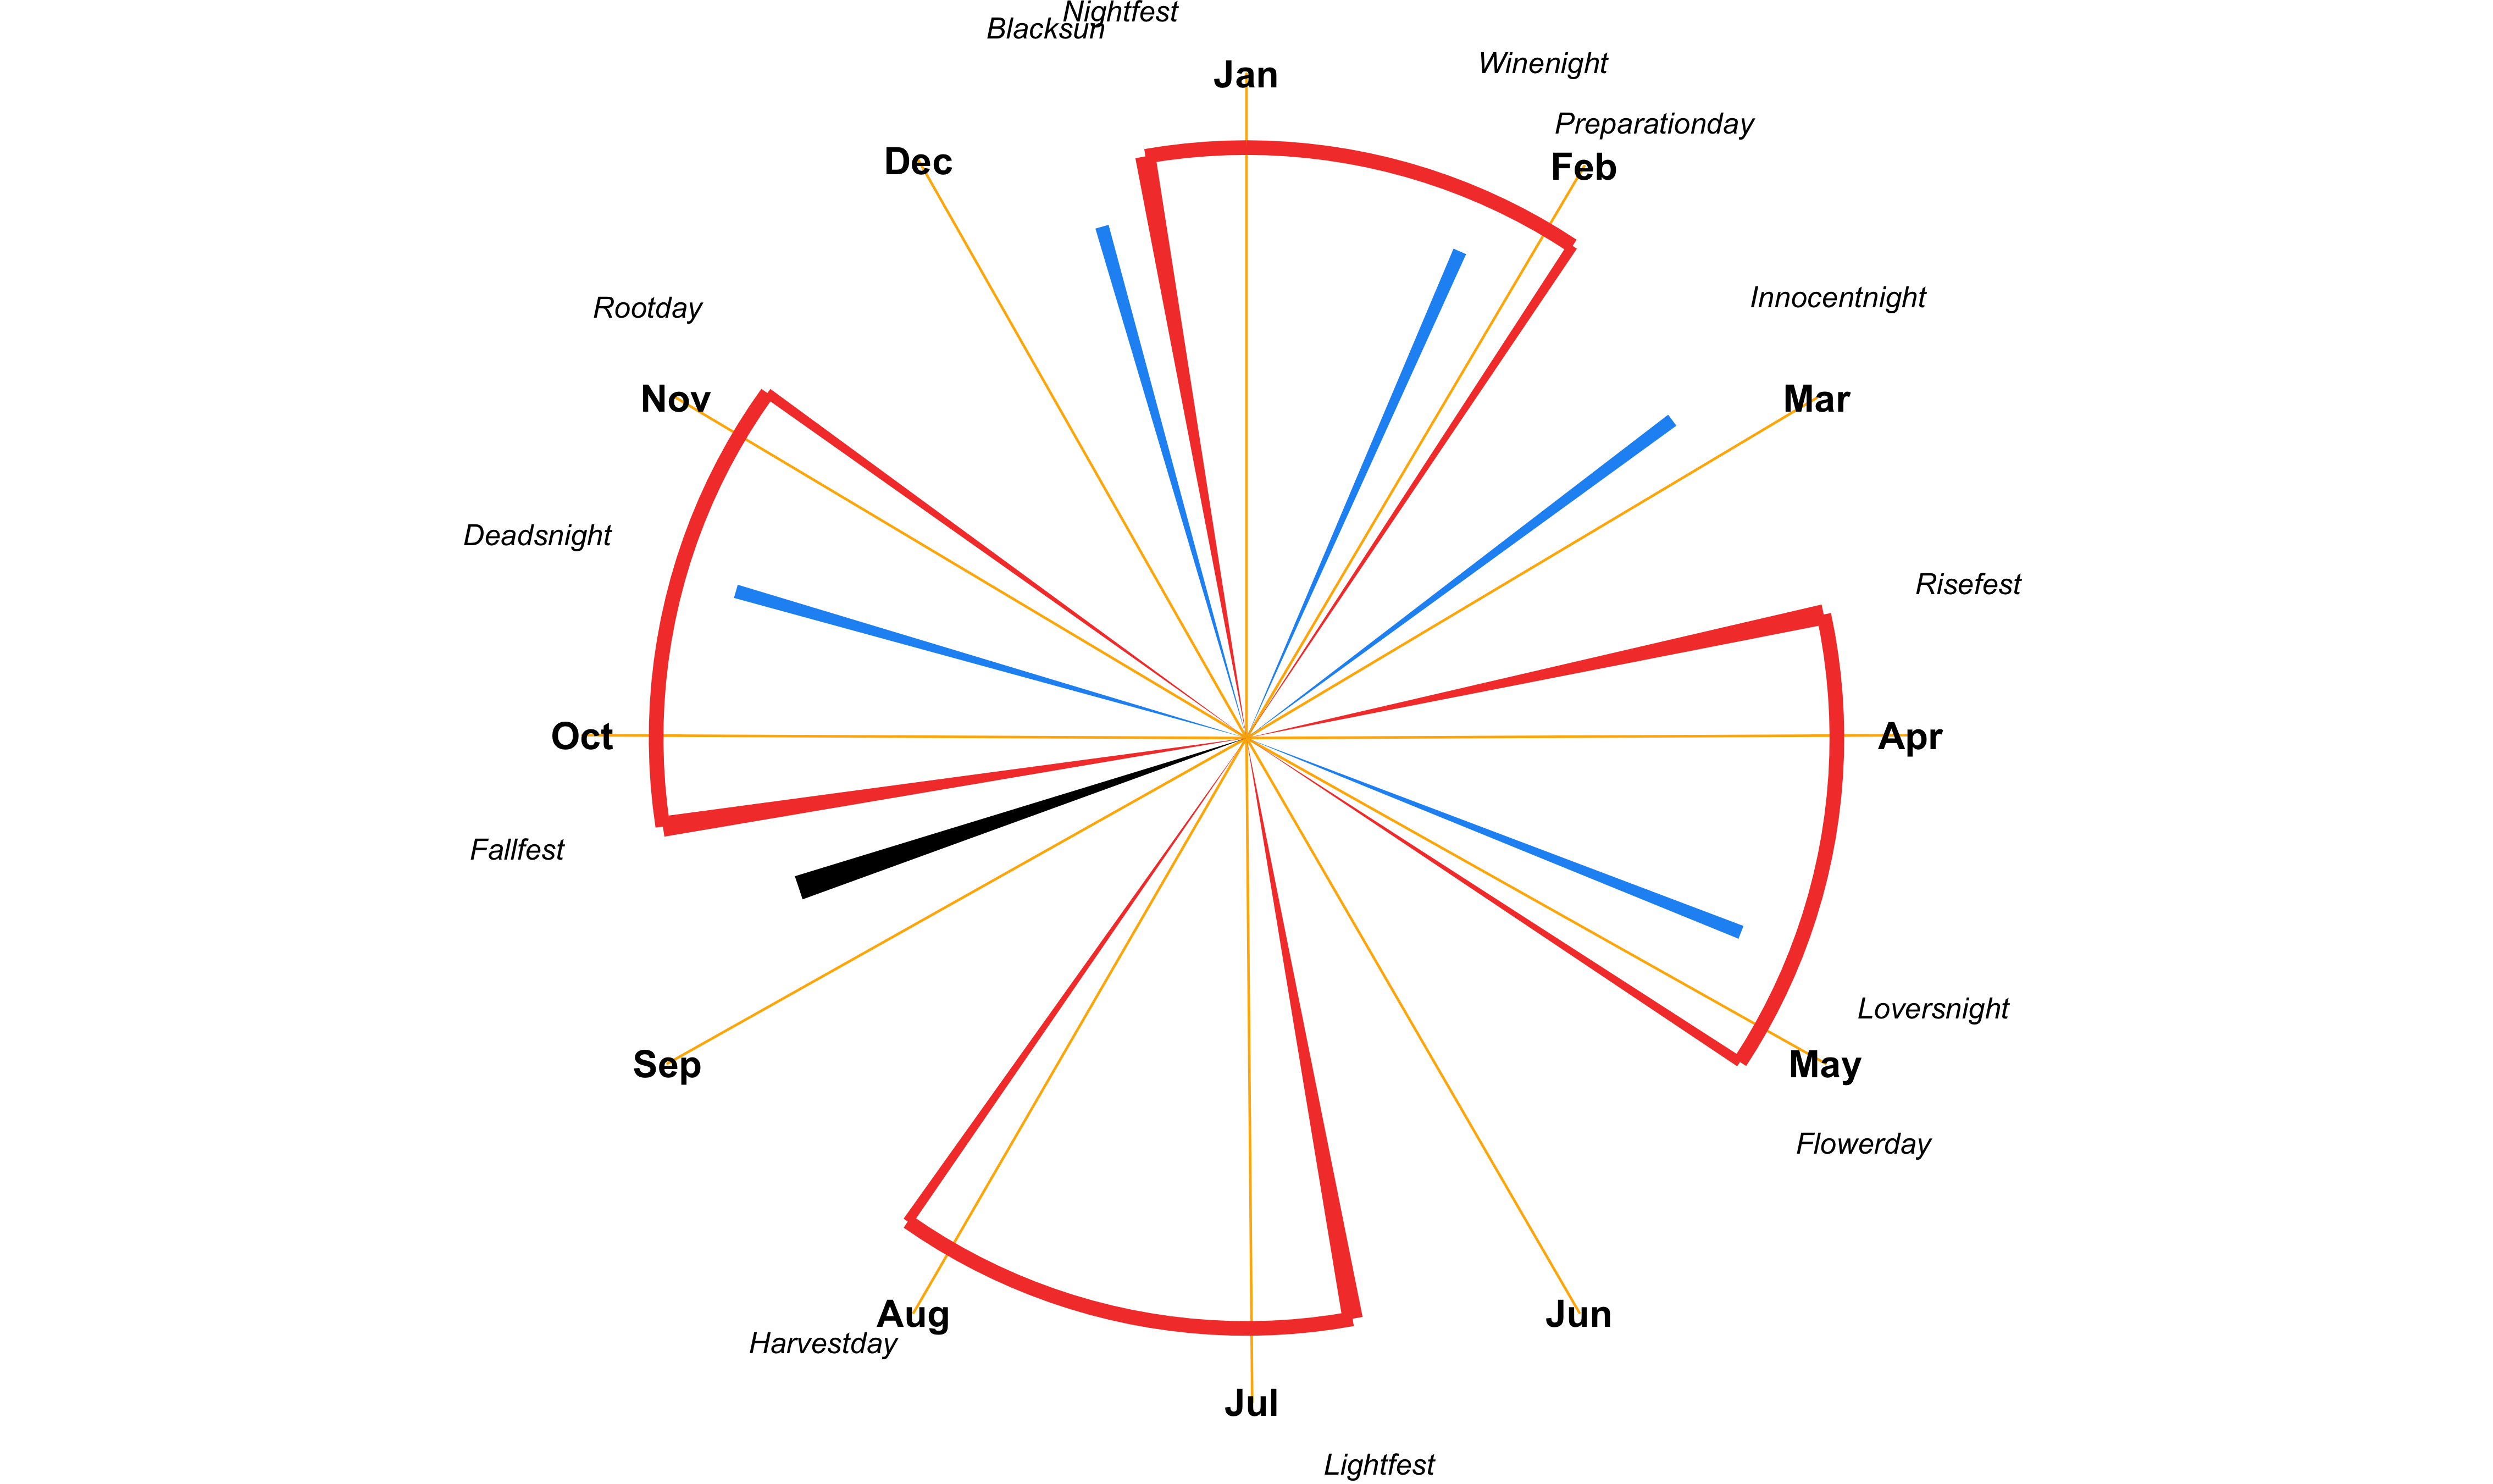 Nightfest
Blacksun
Winenight
Jan
Preparationday
Dec
Feb
Innocentnight
Rootday
Nov
Mar
Deadsnight
Risefest
Oct
Apr
Fallfest
Loversnight
Sep
May
Flowerday
Aug
Jun
Harvestday
Jul
Lightfest